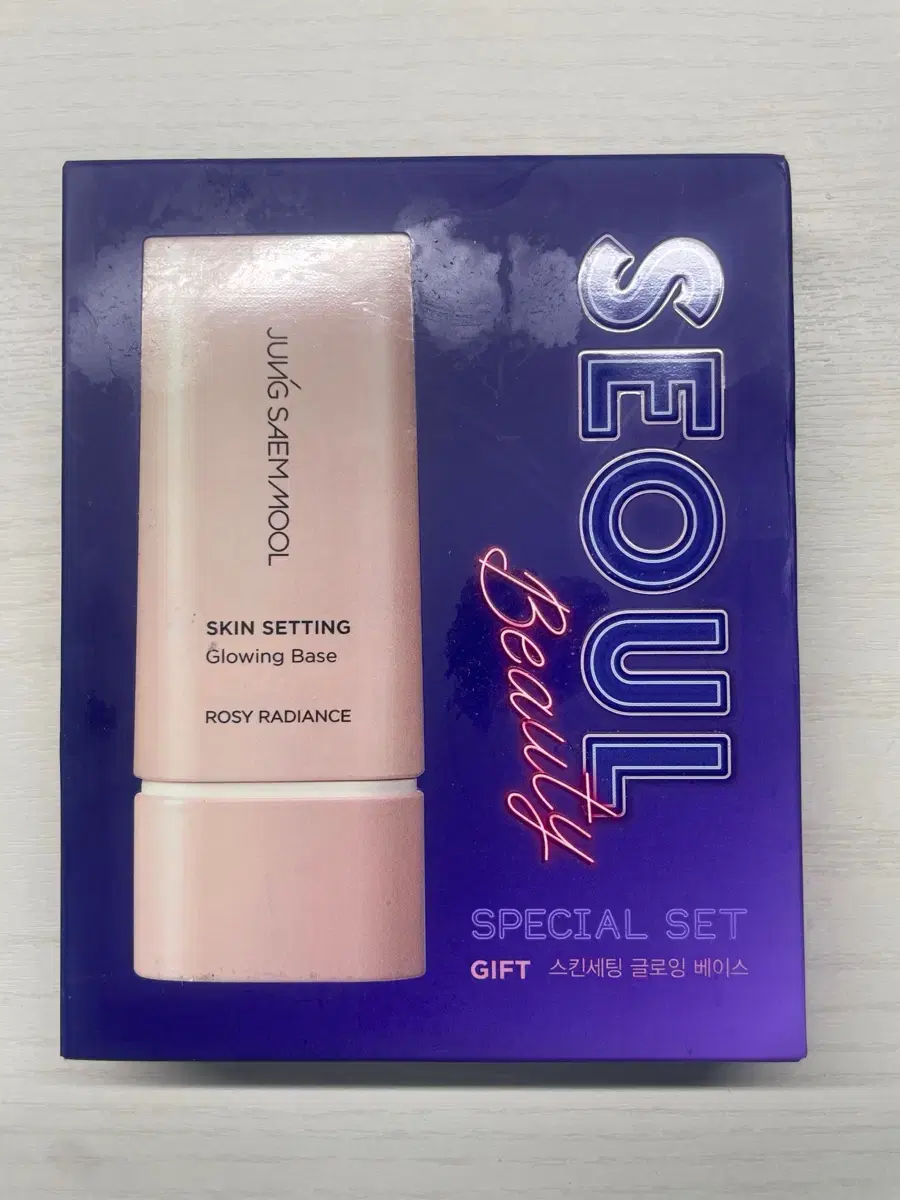 JUNG SAEMMOOL
SKIN SETTING
Glowing Base
ROSY RADIANCE
SEOUL
Beauty
SPECIAL SET
GIFT 스킨세팅 글로잉 베이스